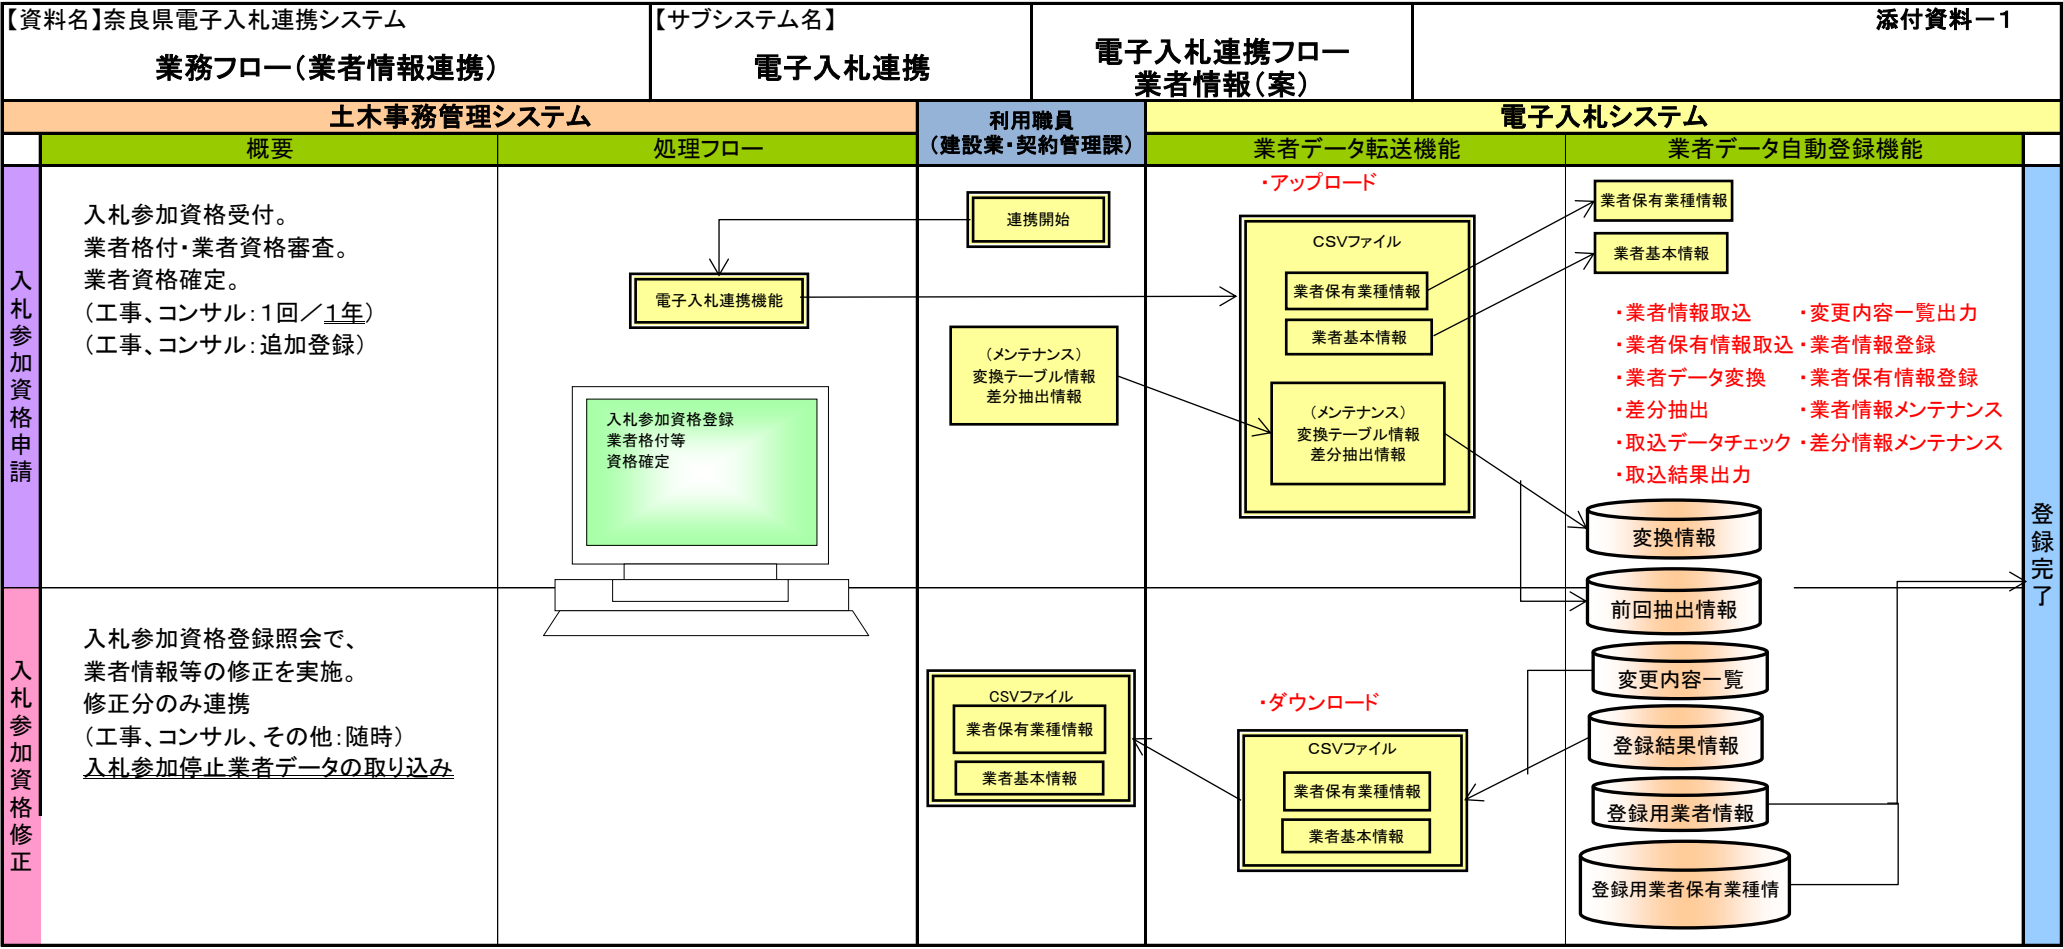 【資料名】奈良県電子入札連携システム
業務フロー（業者情報連携）
【サブシステム名】
電子入札連携
電子入札連携フロー
業者情報（案）
添付資料－１
土木事務管理システム
利用職員
（建設業・契約管理課）
電子入札システム
概要
処理フロー
業者データ転送機能
業者データ自動登録機能
入札参加資格申請
入札参加資格受付。
業者格付・業者資格審査。
業者資格確定。
（工事、コンサル：１回／１年）
（工事、コンサル：追加登録）
連携開始
電子入札連携機能
入札参加資格登録
業者格付等
資格確定
（メンテナンス）
変換テーブル情報
差分抽出情報
・アップロード
CSVファイル
業者保有業種情報
業者基本情報
（メンテナンス）
変換テーブル情報
差分抽出情報
業者保有業種情報
業者基本情報
・業者情報取込
・業者保有情報取込
・業者データ変換
・差分抽出
・取込データチェック
・取込結果出力
・変更内容一覧出力
・業者情報登録
・業者保有情報登録
・業者情報メンテナンス
・差分情報メンテナンス
変換情報
前回抽出情報
変更内容一覧
登録結果情報
登録用業者情報
登録用業者保有業種情
登録完了
入札参加資格修正
入札参加資格登録照会で、
業者情報等の修正を実施。
修正分のみ連携
（工事、コンサル、その他：随時）
入札参加停止業者データの取り込み
CSVファイル
業者保有業種情報
業者基本情報
・ダウンロード
CSVファイル
業者保有業種情報
業者基本情報